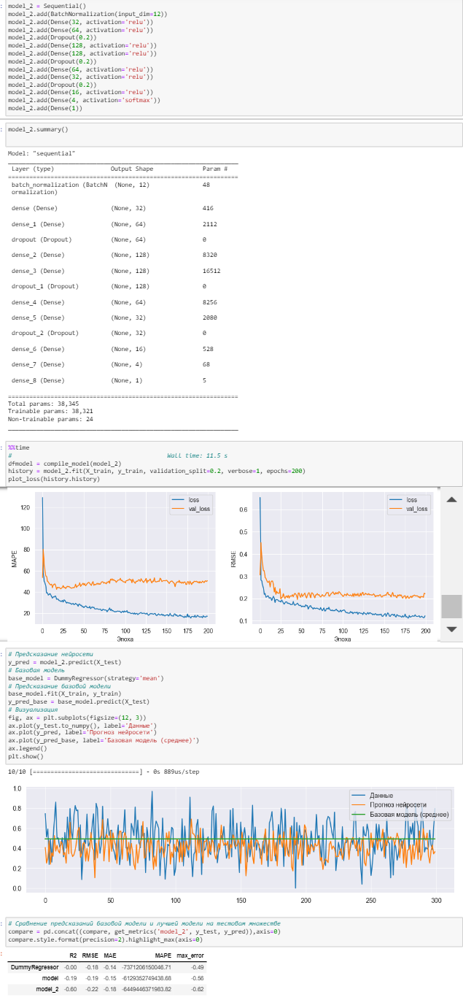 model_2 = Sequential()
model_2.add(BatchNormalization(input_dim=12))
model_2.add(Dense(32, activation='relu'))
model_2.add(Dense(64, activation='relu'))
model_2.add(Dropout(0.2))
model_2.add(Dense(128, activation='relu'))
model_2.add(Dense(128, activation='relu'))
model_2.add(Dropout(0.2))
model_2.add(Dense(64, activation='relu'))
model_2.add(Dense(32, activation='relu'))
model_2.add(Dropout(0.2))
model_2.add(Dense(16, activation='relu'))
model_2.add(Dense(4, activation='softmax'))
model_2.add(Dense(1))
model_2.summary()
Model: "sequential"
Layer (type) Output Shape Param #
batch_normalization (BatchN (None, 12) 48
ormalization)
dense (Dense) (None, 32) 416
dense_1 (Dense) (None, 64) 2112
dropout (Dropout) (None, 64) 0
dense_2 (Dense) (None, 128) 8320
dense_3 (Dense) (None, 128) 16512
dropout_1 (Dropout) (None, 128) 0
dense_4 (Dense) (None, 64) 8256
dense_5 (Dense) (None, 32) 2080
dropout_2 (Dropout) (None, 32) 0
dense_6 (Dense) (None, 16) 528
dense_7 (Dense) (None, 4) 68
dense_8 (Dense) (None, 1) 5
Total params: 38,345
Trainable params: 38,321
Non-trainable params: 24
%%time
# Wall time: 11.5 s
dfmodel = compile_model(model_2)
history = model_2.fit(X_train, y_train, validation_split=0.2, verbose=1, epochs=200)
plot_loss(history.history)
loss
val_loss
120
100
80
60
40
20
MAPE
0 25 50 75 100 125 150 175 200
Эпоха
loss
val_loss
0.6
0.5
0.4
0.3
0.2
0.1
RMSE
0 25 50 75 100 125 150 175 200
Эпоха
# Предсказание нейросети
y_pred = model_2.predict(X_test)
# Базовая модель
base_model = DummyRegressor(strategy='mean')
# Предсказание базовой модели
base_model.fit(X_train, y_train)
y_pred_base = base_model.predict(X_test)
# Визуализация
fig, ax = plt.subplots(figsize=(12, 3))
ax.plot(y_test.to_numpy(), label='Данные')
ax.plot(y_pred, label='Прогноз нейросети')
ax.plot(y_pred_base, label='Базовая модель (среднее)')
ax.legend()
plt.show()
10/10 [==============================] - 0s 889us/step
Данные
Прогноз нейросети
Базовая модель (среднее)
1.0
0.8
0.6
0.4
0.2
0.0
0 50 100 150 200 250 300
# Сравнение предсказаний базовой модели и лучшей модели на тестовом множестве
compare = pd.concat((compare, get_metrics('model_2', y_test, y_pred)),axis=0)
compare.style.format(precision=2).highlight_max(axis=0)
R2 RMSE MAE MAPE max_error
DummyRegressor -0.00 -0.18 -0.14 -7371206150046.71 -0.49
model -0.19 -0.19 -0.15 -6129352749438.68 -0.56
model_2 -0.60 -0.22 -0.18 -6449446371983.82 -0.62